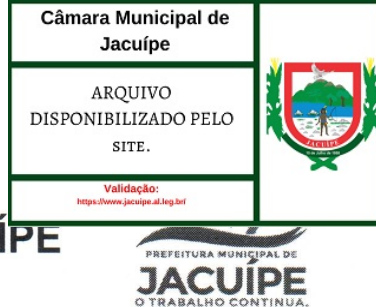 Câmara Municipal de
Jacuípe
ARQUIVO
DISPONIBILIZADO PELO
SITE.
Validação:
https://www.jacuipe.al.leg.br/
JACUÍPE
ÍPE
PREFEITURA MUNICIPAL DE
JACUÍPE
O TRABALHO CONTINUA.